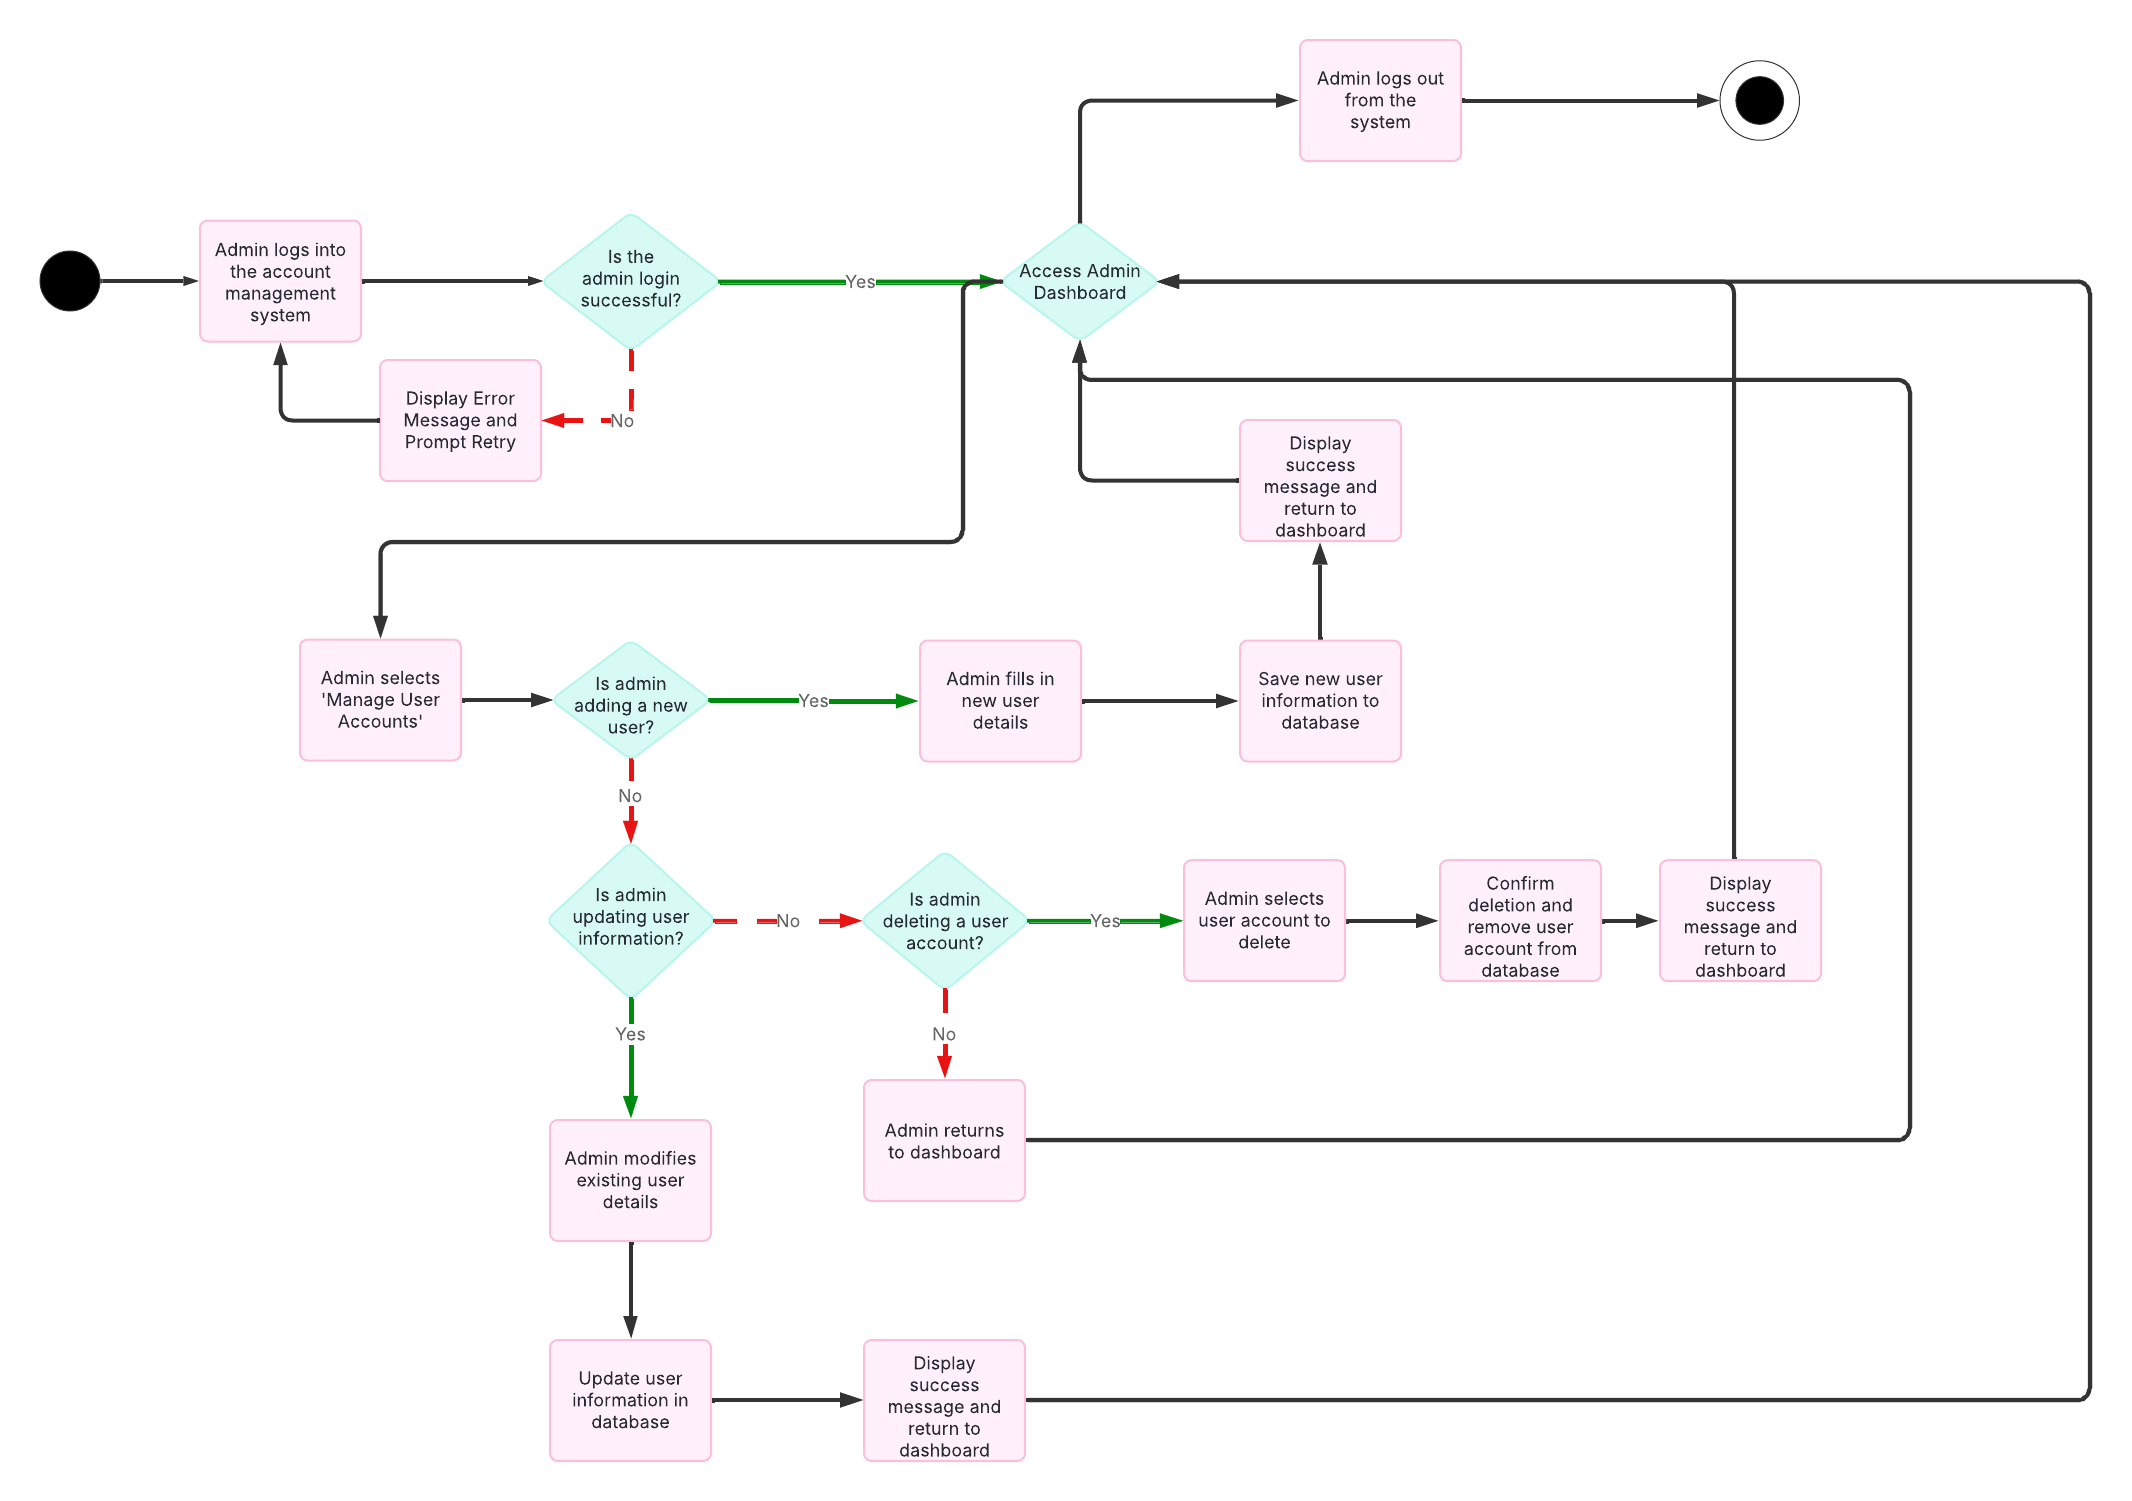 Admin logs out
from the
system
Admin logs into
the account
management
system
Is the
admin login
successful?
Yes
Access Admin
Dashboard
No
Display Error
Message and
Prompt Retry
Display
success
message and
return to
dashboard
Admin selects
'Manage User
Accounts'
Is admin
adding a new
user?
Yes
Admin fills in
new user
details
Save new user
information to
database
No
Is admin
updating user
information?
No
Is admin
deleting a user
account?
Yes
Admin selects
user account to
delete
Confirm
deletion and
remove user
account from
database
Display
success
message and
return to
dashboard
Yes
No
Admin returns
to dashboard
Admin modifies
existing user
details
Update user
information in
database
Display
success
message and
return to
dashboard